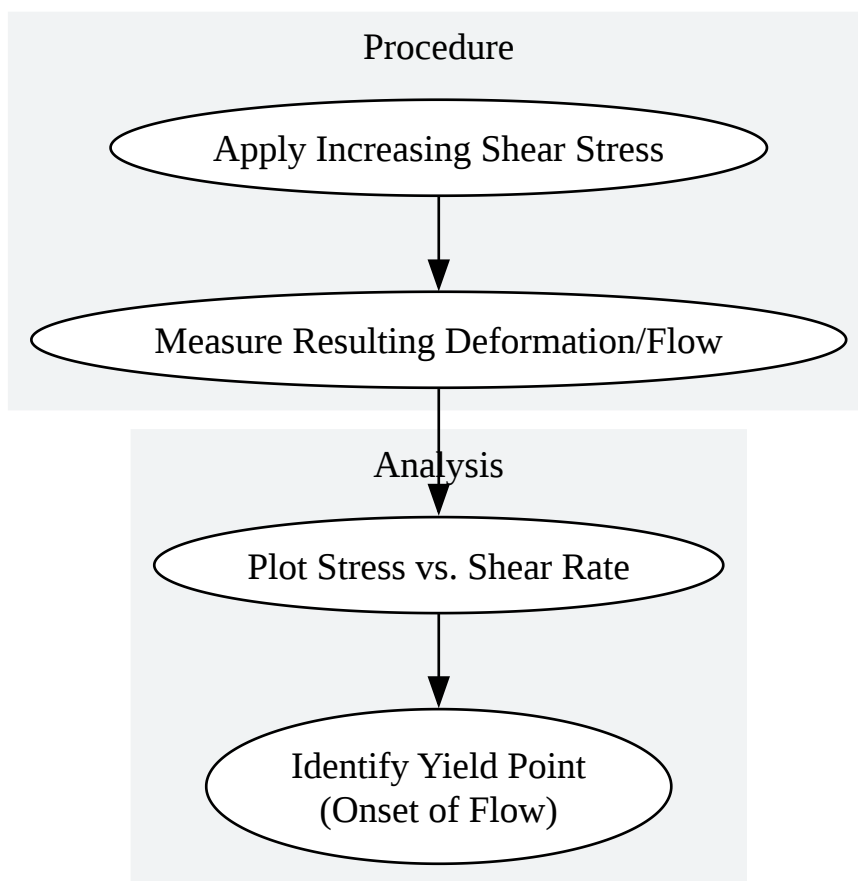 Procedure
Apply Increasing Shear Stress
Measure Resulting Deformation/Flow
Analysis
Plot Stress vs. Shear Rate
Identify Yield Point
(Onset of Flow)